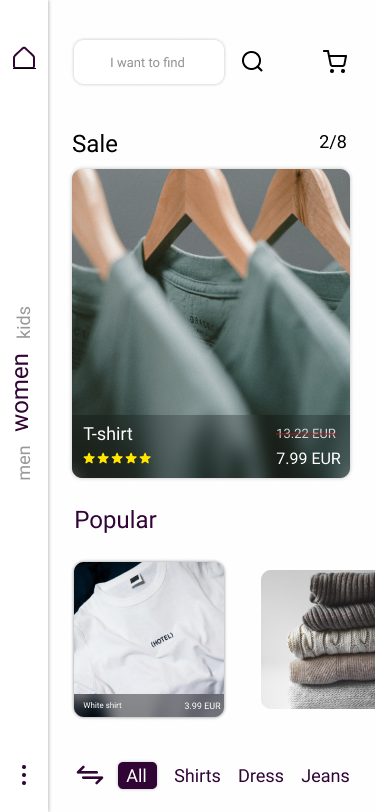 I want to find
Sale
2/8
T-shirt
13.22 EUR
7.99 EUR
kids
women
men
Popular
(HOTEL)
White shirt
3.99 EUR
All
Shirts
Dress
Jeans